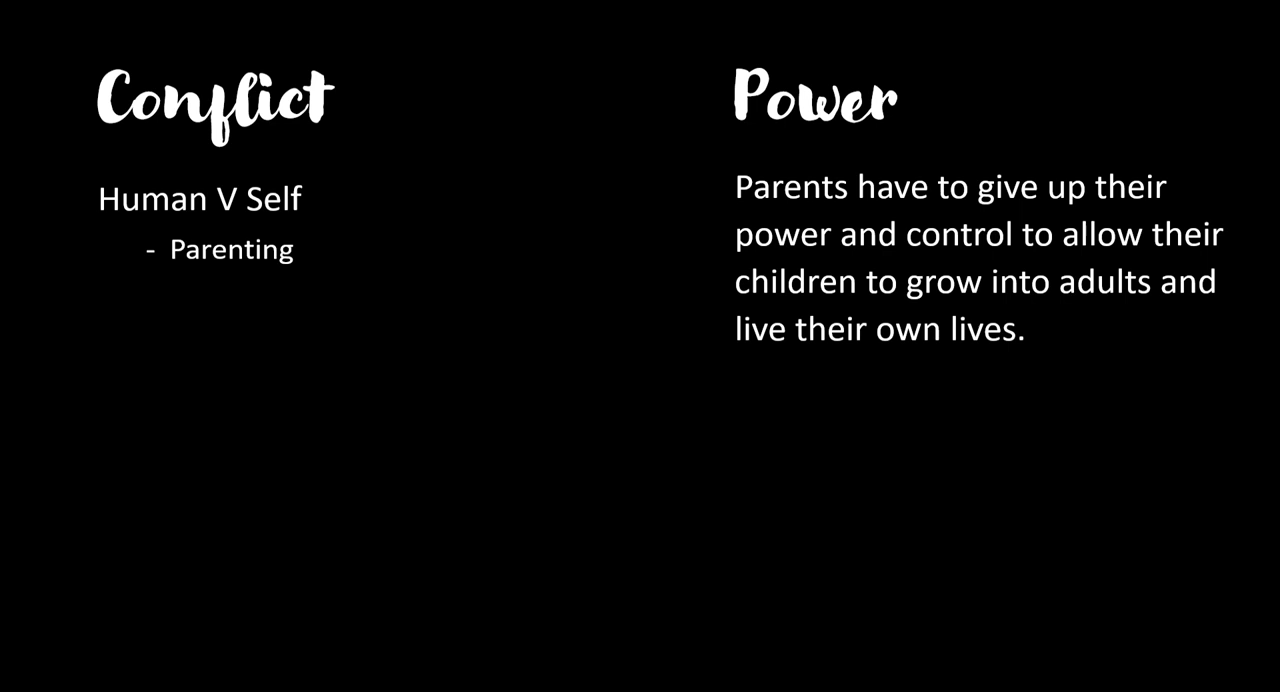 Conflict
Human V Self
- Parenting
Power
Parents have to give up their
power and control to allow their
children to grow into adults and
live their own lives.